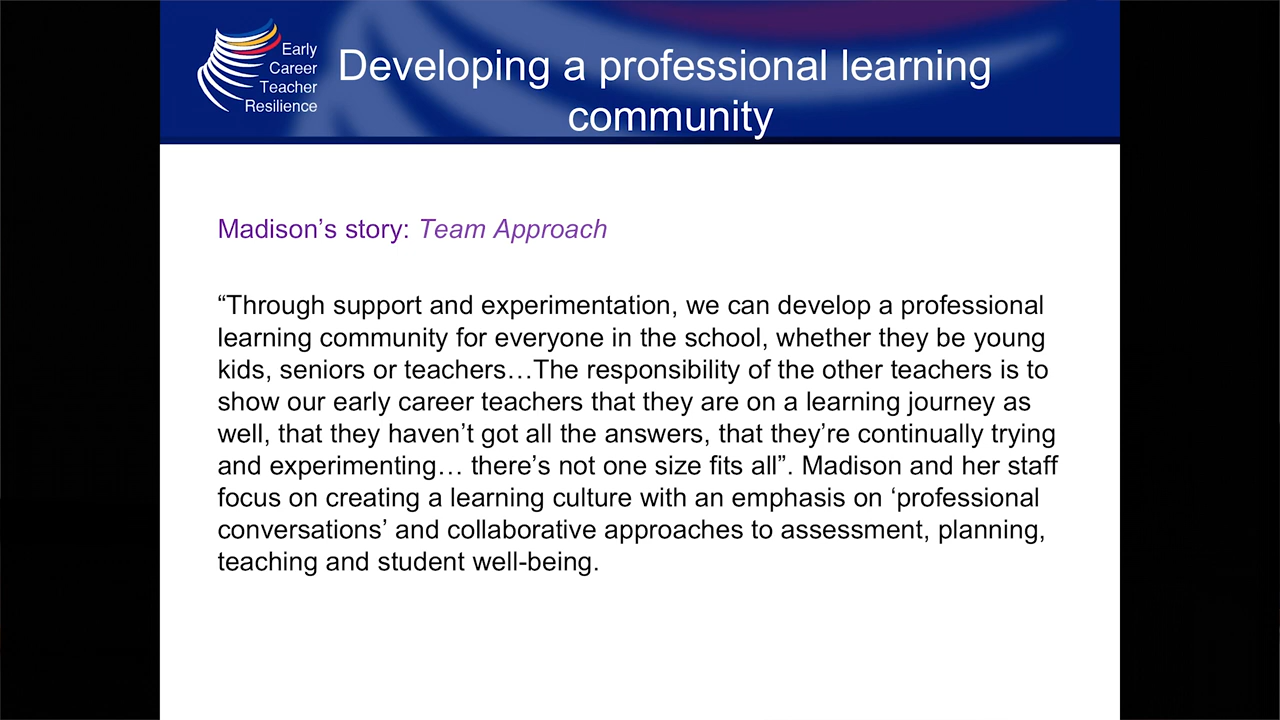 Early
Career
Teacher
Resilience
Developing a professional learning
community
Madison’s story: Team Approach
“Through support and experimentation, we can develop a professional
learning community for everyone in the school, whether they be young
kids, seniors or teachers…The responsibility of the other teachers is to
show our early career teachers that they are on a learning journey as
well, that they haven’t got all the answers, that they’re continually trying
and experimenting… there’s not one size fits all”. Madison and her staff
focus on creating a learning culture with an emphasis on ‘professional
conversations’ and collaborative approaches to assessment, planning,
teaching and student well-being.